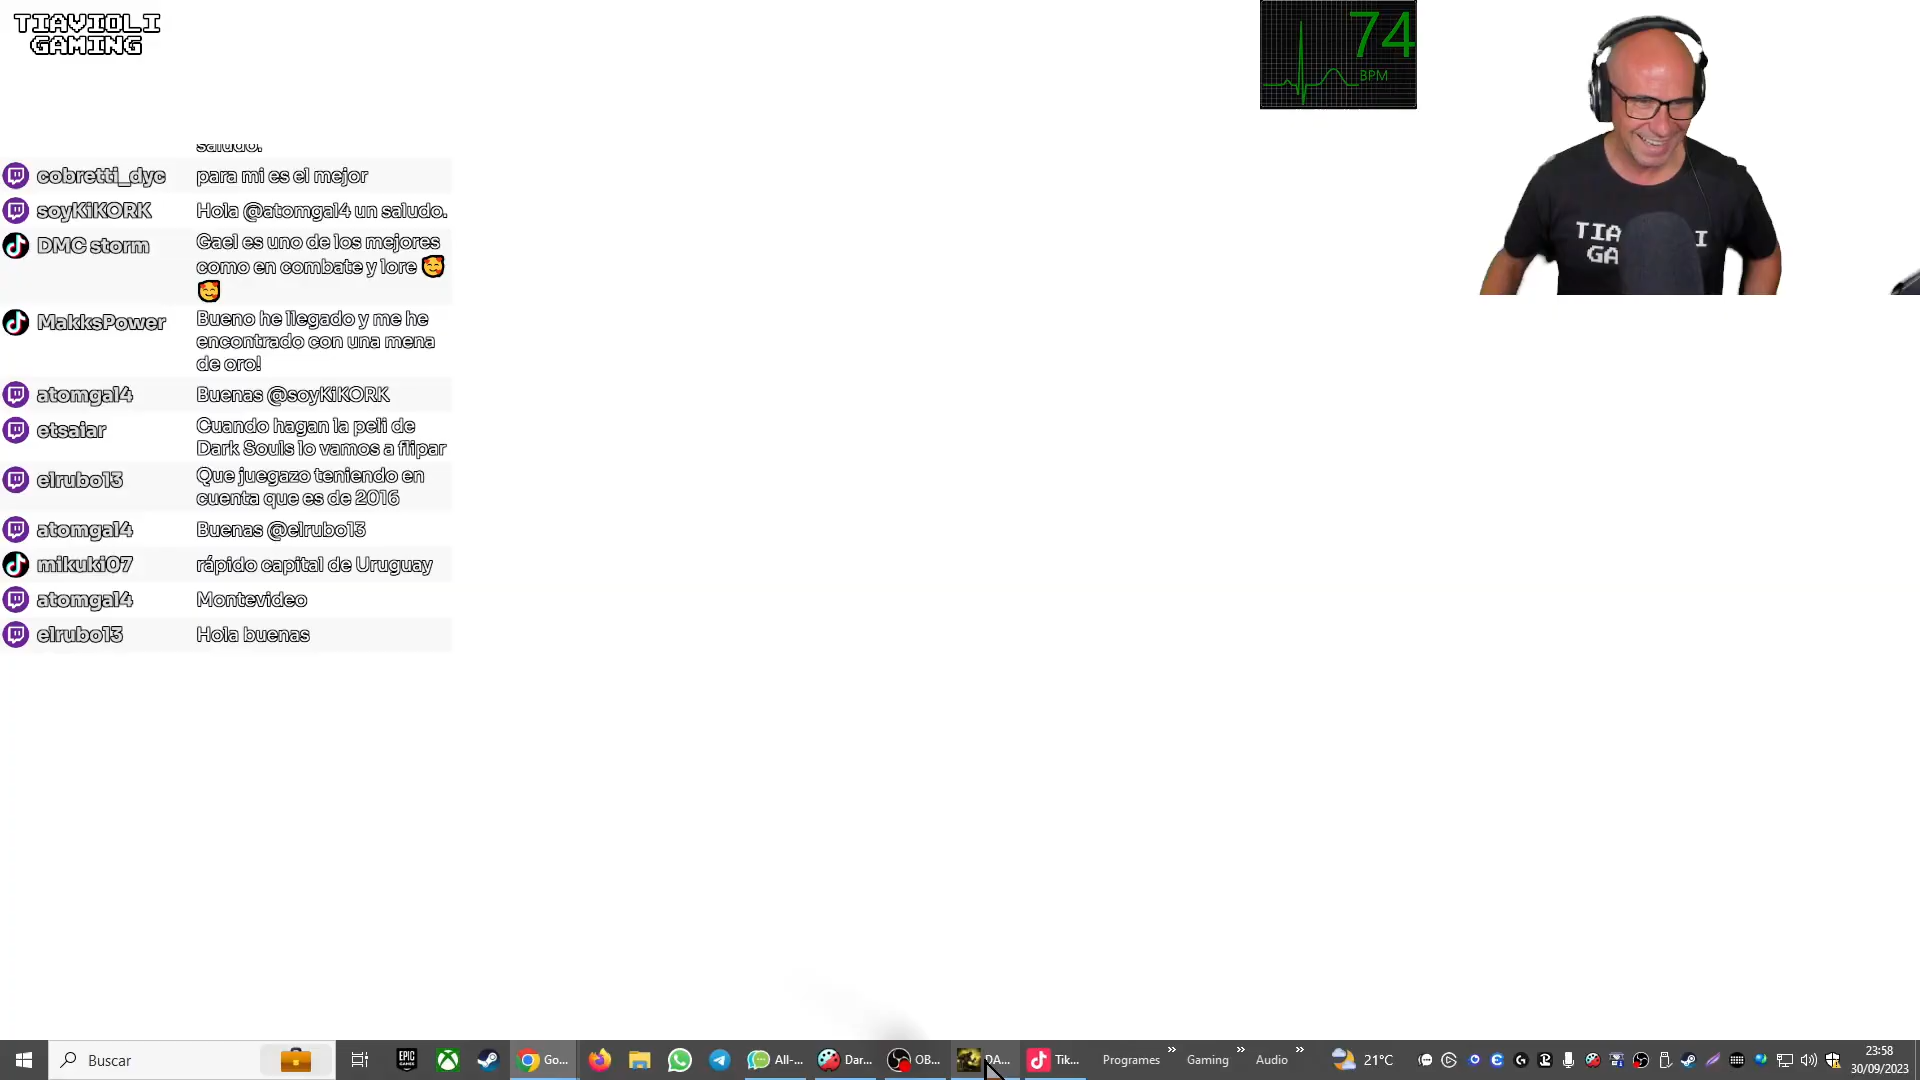 TIAVIOLI
GAMING
74
BPM
TIA
I
GA
saludo.
cobretti_dyc para mi es el mejor
soyKiKORK Hola @atomgal4 un saludo.
DMC storm Gael es uno de los mejores
como en combate y lore 🥰
🥰
MakksPower Bueno he llegado y me he
encontrado con una mena
de oro!
atomgal4 Buenas @soyKiKORK
etsaiar Cuando hagan la peli de
Dark Souls lo vamos a flipar
elrubo13 Que juegazo teniendo en
cuenta que es de 2016
atomgal4 Buenas @elrubo13
mikuki07 rápido capital de Uruguay
atomgal4 Montevideo
elrubo13 Hola buenas
Buscar
EPIC
GAMES
Go...
All-...
Dar...
OB...
DA...
Tik...
Programes
Gaming
Audio
21°C
23:58
30/09/2023